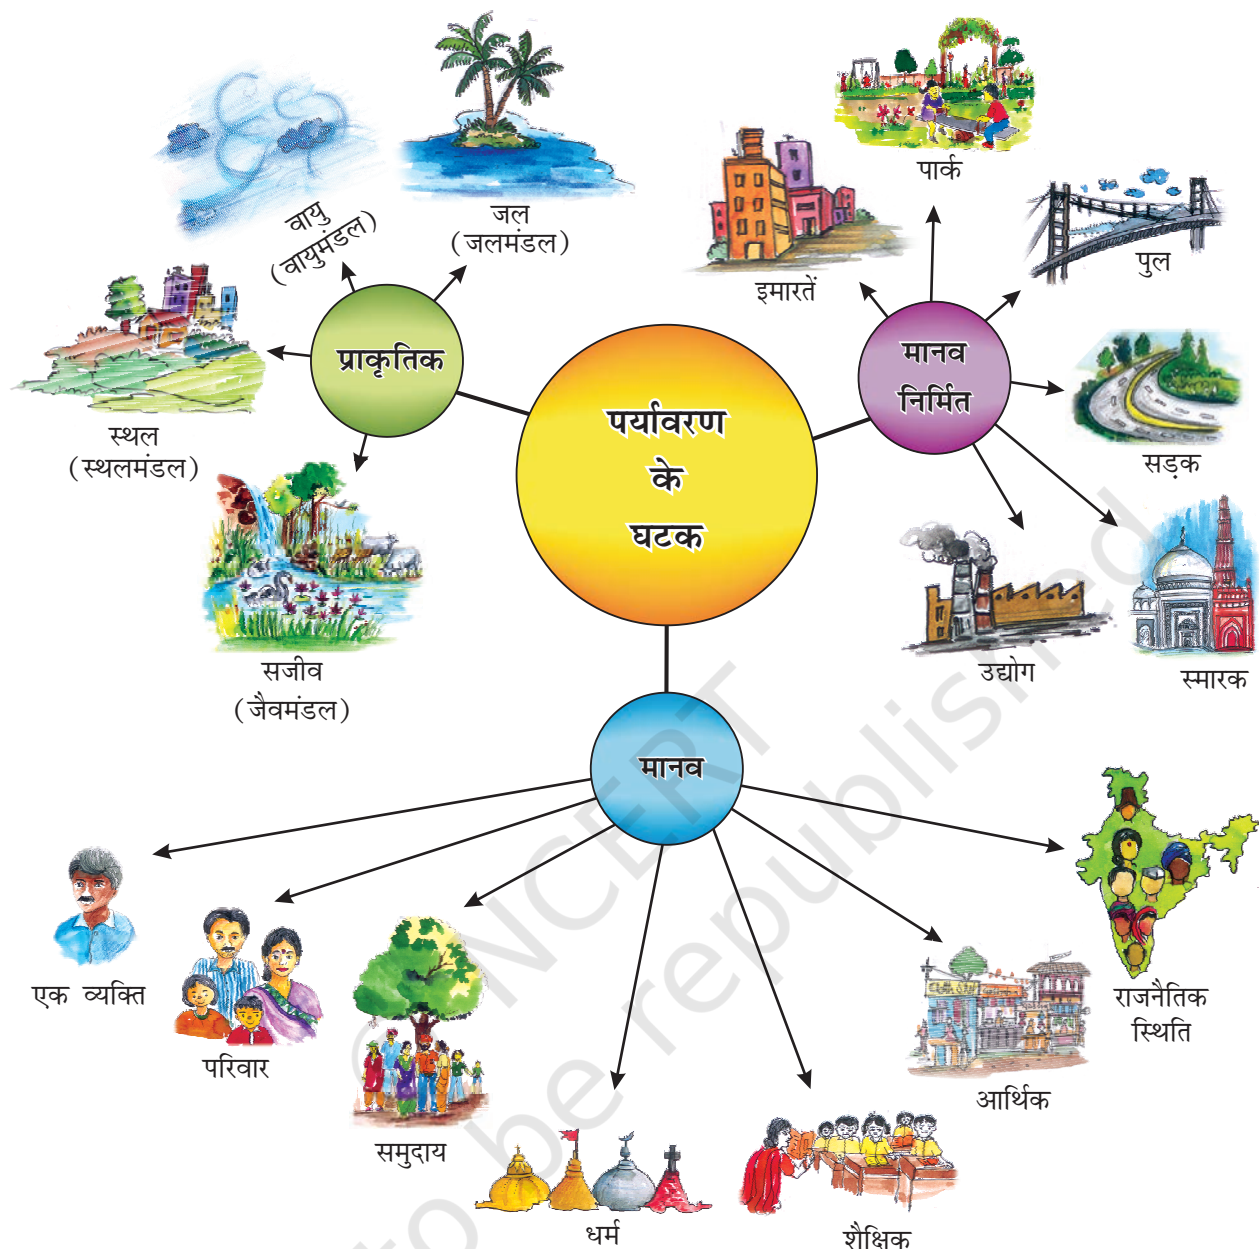 पर्यावरण
के
घटक
प्राकृतिक
वायु
(वायुमंडल)
जल
(जलमंडल)
स्थल
(स्थलमंडल)
सजीव
(जैवमंडल)
मानव
निर्मित
इमारतें
पार्क
पुल
सड़क
स्मारक
उद्योग
मानव
एक व्यक्ति
परिवार
समुदाय
धर्म
शैक्षिक
आर्थिक
राजनैतिक
स्थिति
NCERT
to be republished